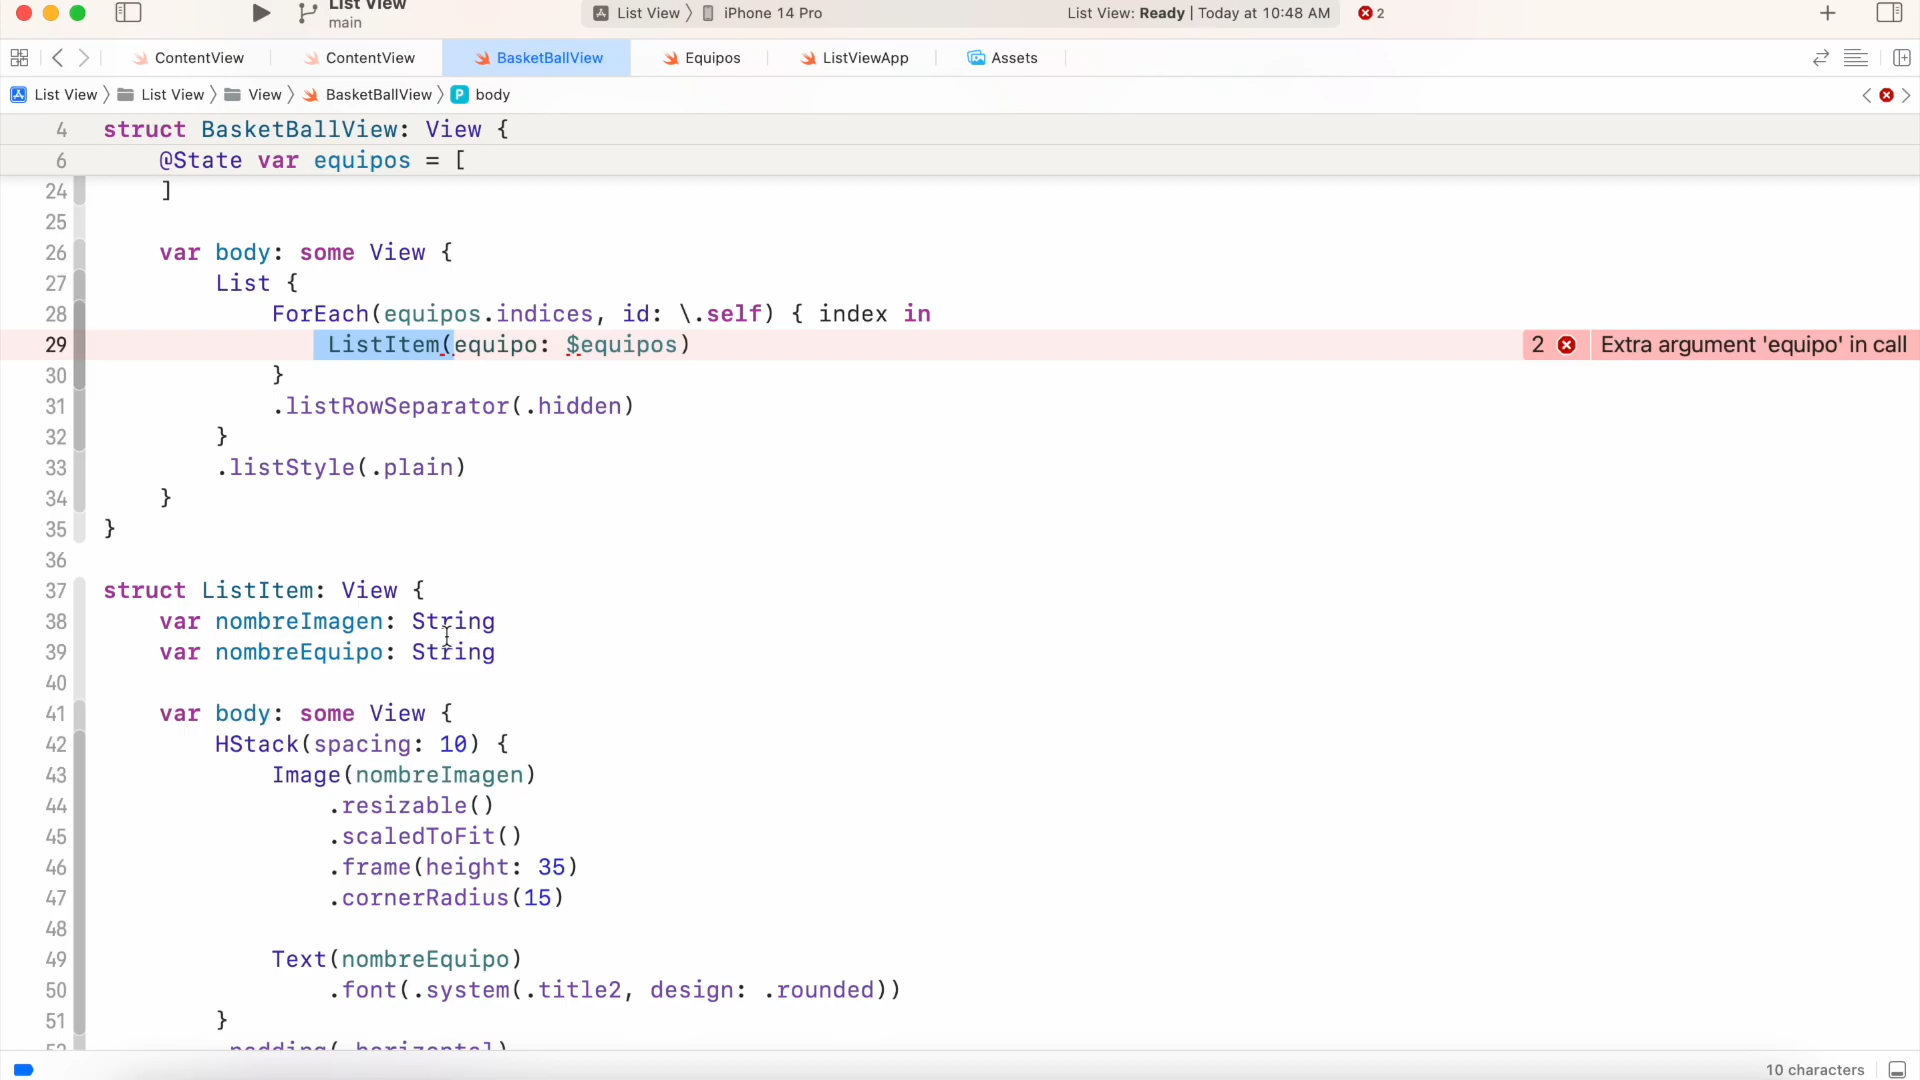 List View
main
List View 〉 iPhone 14 Pro
List View: Ready | Today at 10:48 AM
2
ContentView
ContentView
BasketBallView
Equipos
ListViewApp
Assets
List View 〉 List View 〉 View 〉 BasketBallView 〉 P body
4 struct BasketBallView: View {
6 @State var equipos = [
24 ]
25
26 var body: some View {
27 List {
28 ForEach(equipos.indices, id: \.self) { index in
29 ListItem(equipo: $equipos)
2 Extra argument 'equipo' in call
30 }
31 .listRowSeparator(.hidden)
32 }
33 .listStyle(.plain)
34 }
35 }
36
37 struct ListItem: View {
38 var nombreImagen: String
39 var nombreEquipo: String
40
41 var body: some View {
42 HStack(spacing: 10) {
43 Image(nombreImagen)
44 .resizable()
45 .scaledToFit()
46 .frame(height: 35)
47 .cornerRadius(15)
48
49 Text(nombreEquipo)
50 .font(.system(.title2, design: .rounded))
51 }
52 .padding(.horizontal)
10 characters